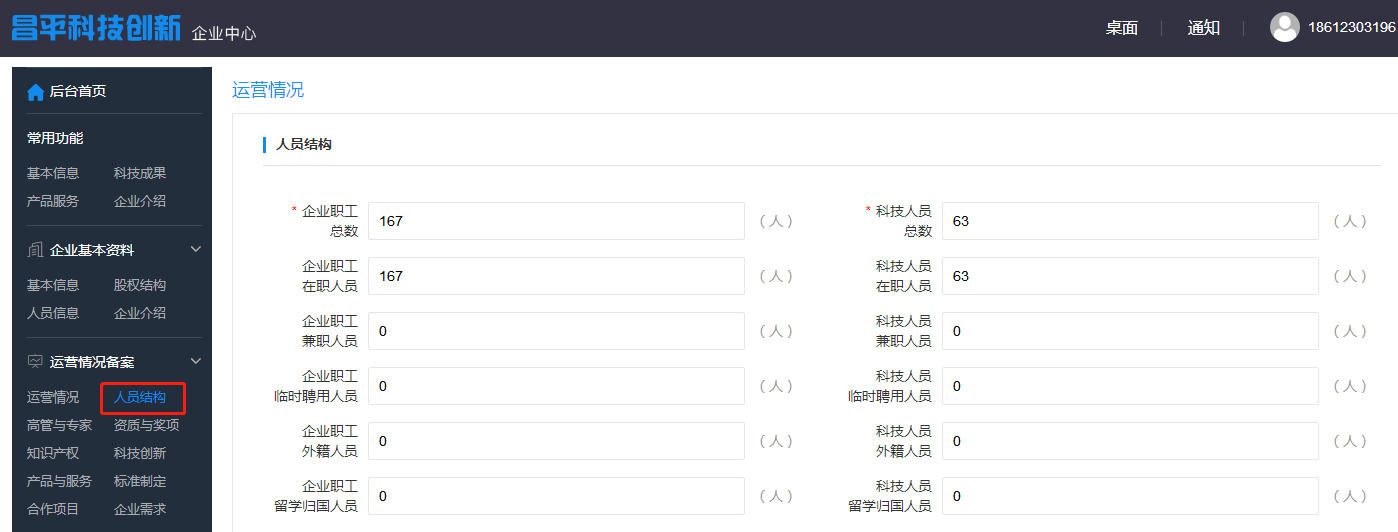 昌平科技创新 企业中心 桌面 通知 18612303196
后台首页
常用功能
基本信息 科技成果
产品服务 企业介绍
企业基本资料
基本信息 股权结构
人员信息 企业介绍
运营情况备案
运营情况 人员结构
高管与专家 资质与奖项
知识产权 科技创新
产品与服务 标准制定
合作项目 企业需求
运营情况
人员结构
* 企业职工
总数 167 （人）
* 科技人员
总数 63 （人）
企业职工
在职人员 167 （人）
科技人员
在职人员 63 （人）
企业职工
兼职人员 0 （人）
科技人员
兼职人员 0 （人）
企业职工
临时聘用人员 0 （人）
科技人员
临时聘用人员 0 （人）
企业职工
外籍人员 0 （人）
科技人员
外籍人员 0 （人）
企业职工
留学归国人员 0 （人）
科技人员
留学归国人员 0 （人）